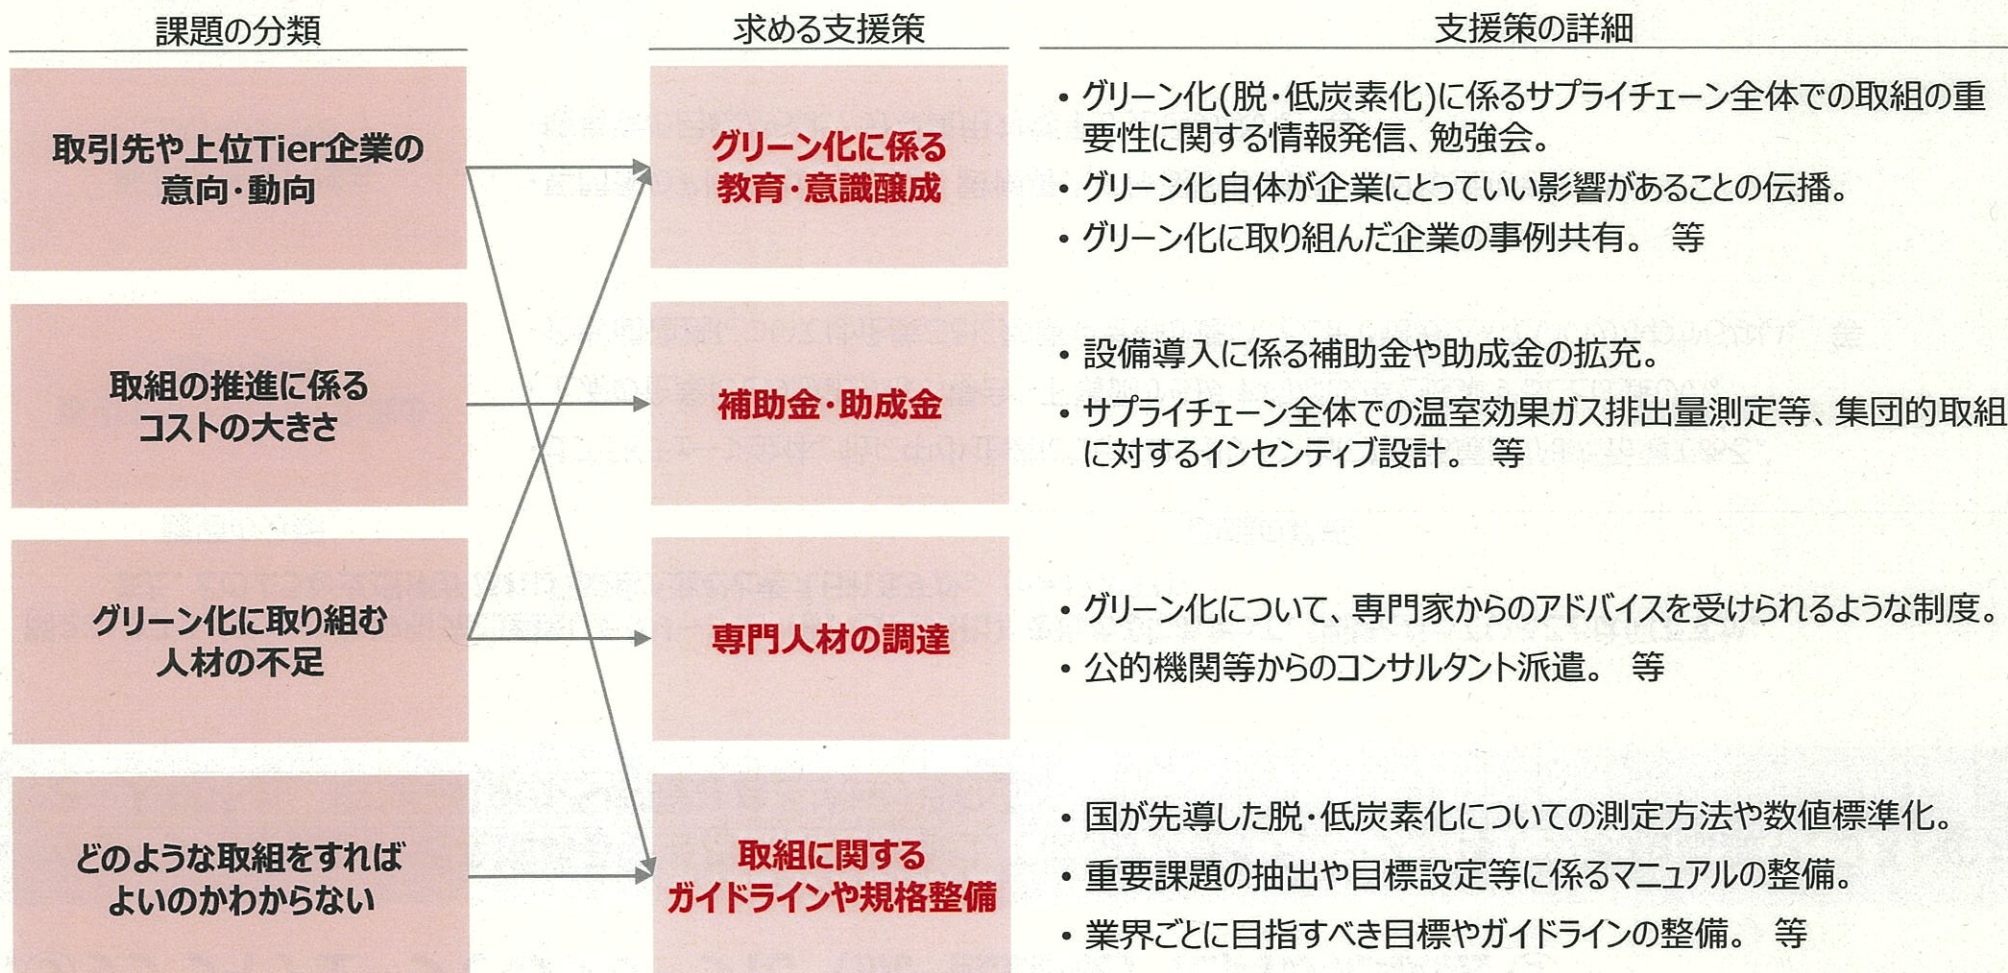 課題の分類
求める支援策
支援策の詳細
取引先や上位Tier企業の
意向・動向
グリーン化に係る
教育・意識醸成
• グリーン化(脱・低炭素化)に係るサプライチェーン全体での取組の重
要性に関する情報発信、勉強会。
• グリーン化自体が企業にとっていい影響があることの伝播。
• グリーン化に取り組んだ企業の事例共有。 等
取組の推進に係る
コストの大きさ
補助金・助成金
• 設備導入に係る補助金や助成金の拡充。
• サプライチェーン全体での温室効果ガス排出量測定等、集団的取組
に対するインセンティブ設計。 等
グリーン化に取り組む
人材の不足
専門人材の調達
• グリーン化について、専門家からのアドバイスを受けられるような制度。
• 公的機関等からのコンサルタント派遣。 等
どのような取組をすれば
よいのかわからない
取組に関する
ガイドラインや規格整備
• 国が先導した脱・低炭素化についての測定方法や数値標準化。
• 重要課題の抽出や目標設定等に係るマニュアルの整備。
• 業界ごとに目指すべき目標やガイドラインの整備。 等